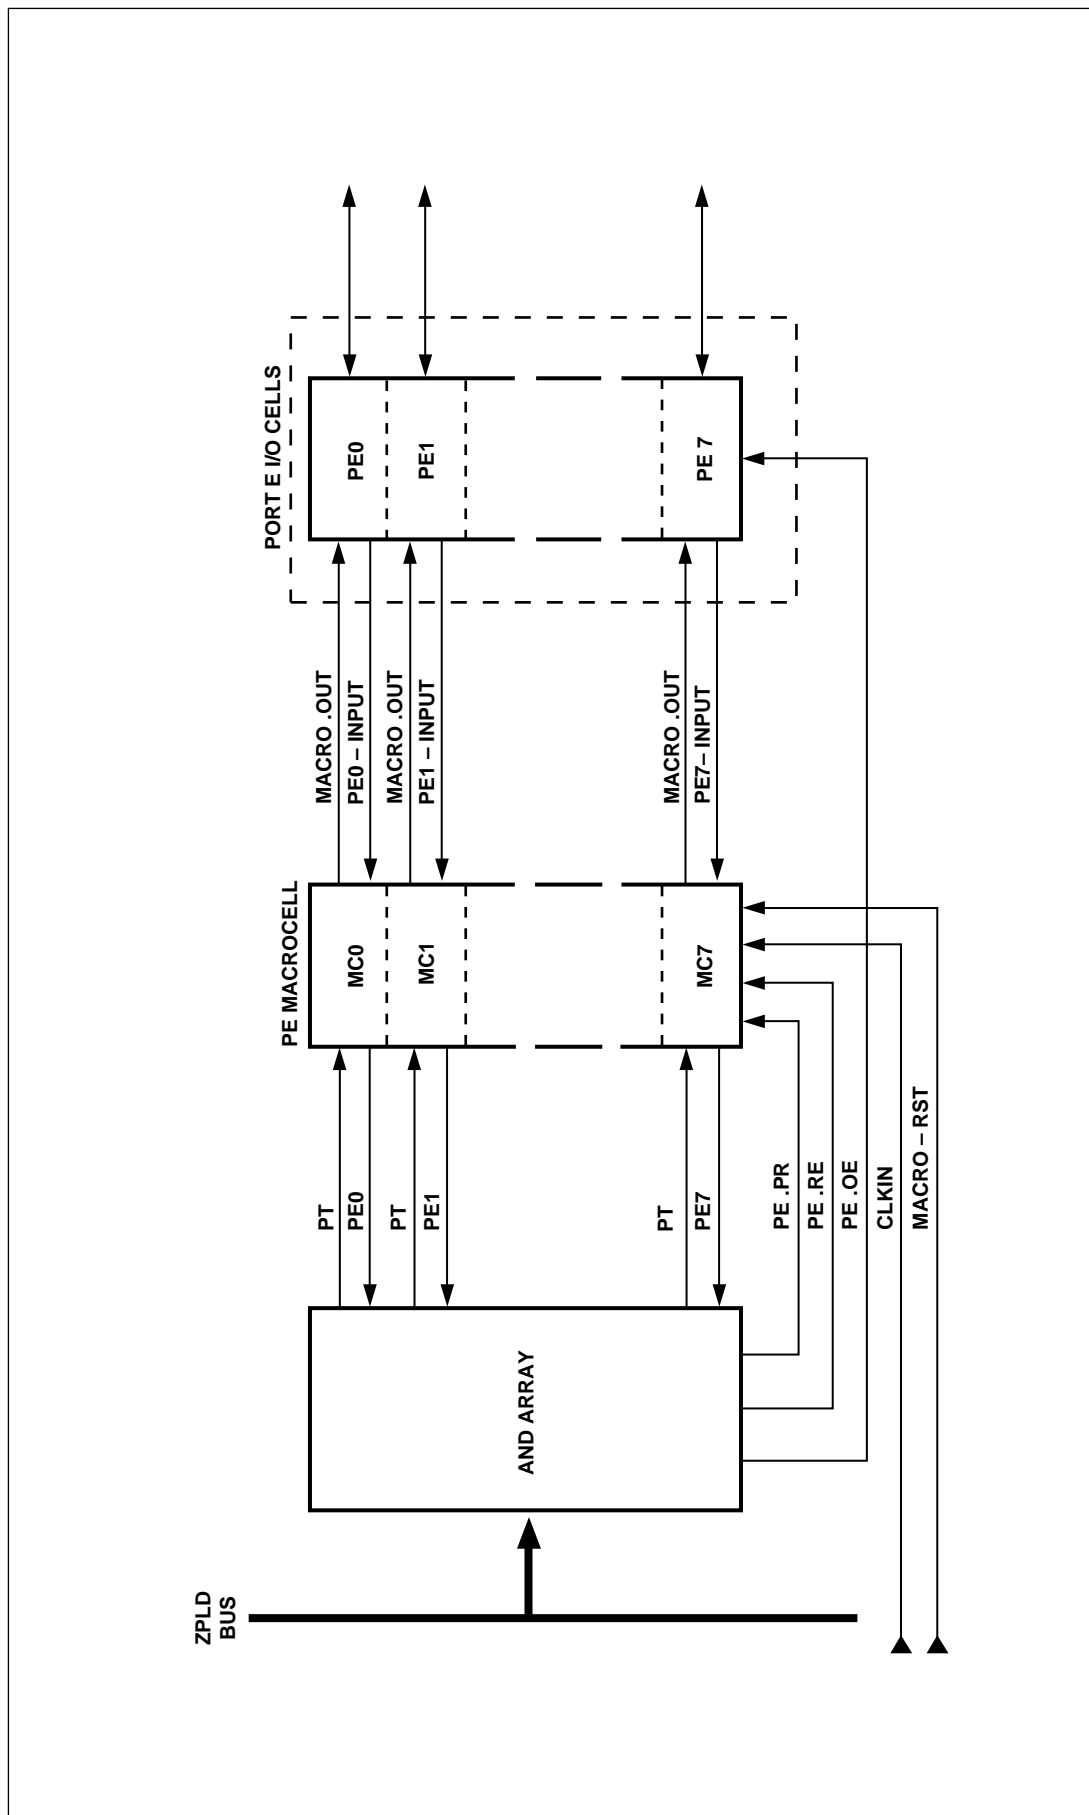 ZPLD
BUS
AND ARRAY
PT
PE0
PT
PE1
PT
PE7
PE .PR
PE .RE
PE .OE
CLKIN
MACRO – RST
PE MACROCELL
MC0
MC1
MC7
MACRO .OUT
PE0 – INPUT
MACRO .OUT
PE1 – INPUT
MACRO .OUT
PE7– INPUT
PORT E I/O CELLS
PE0
PE1
PE 7